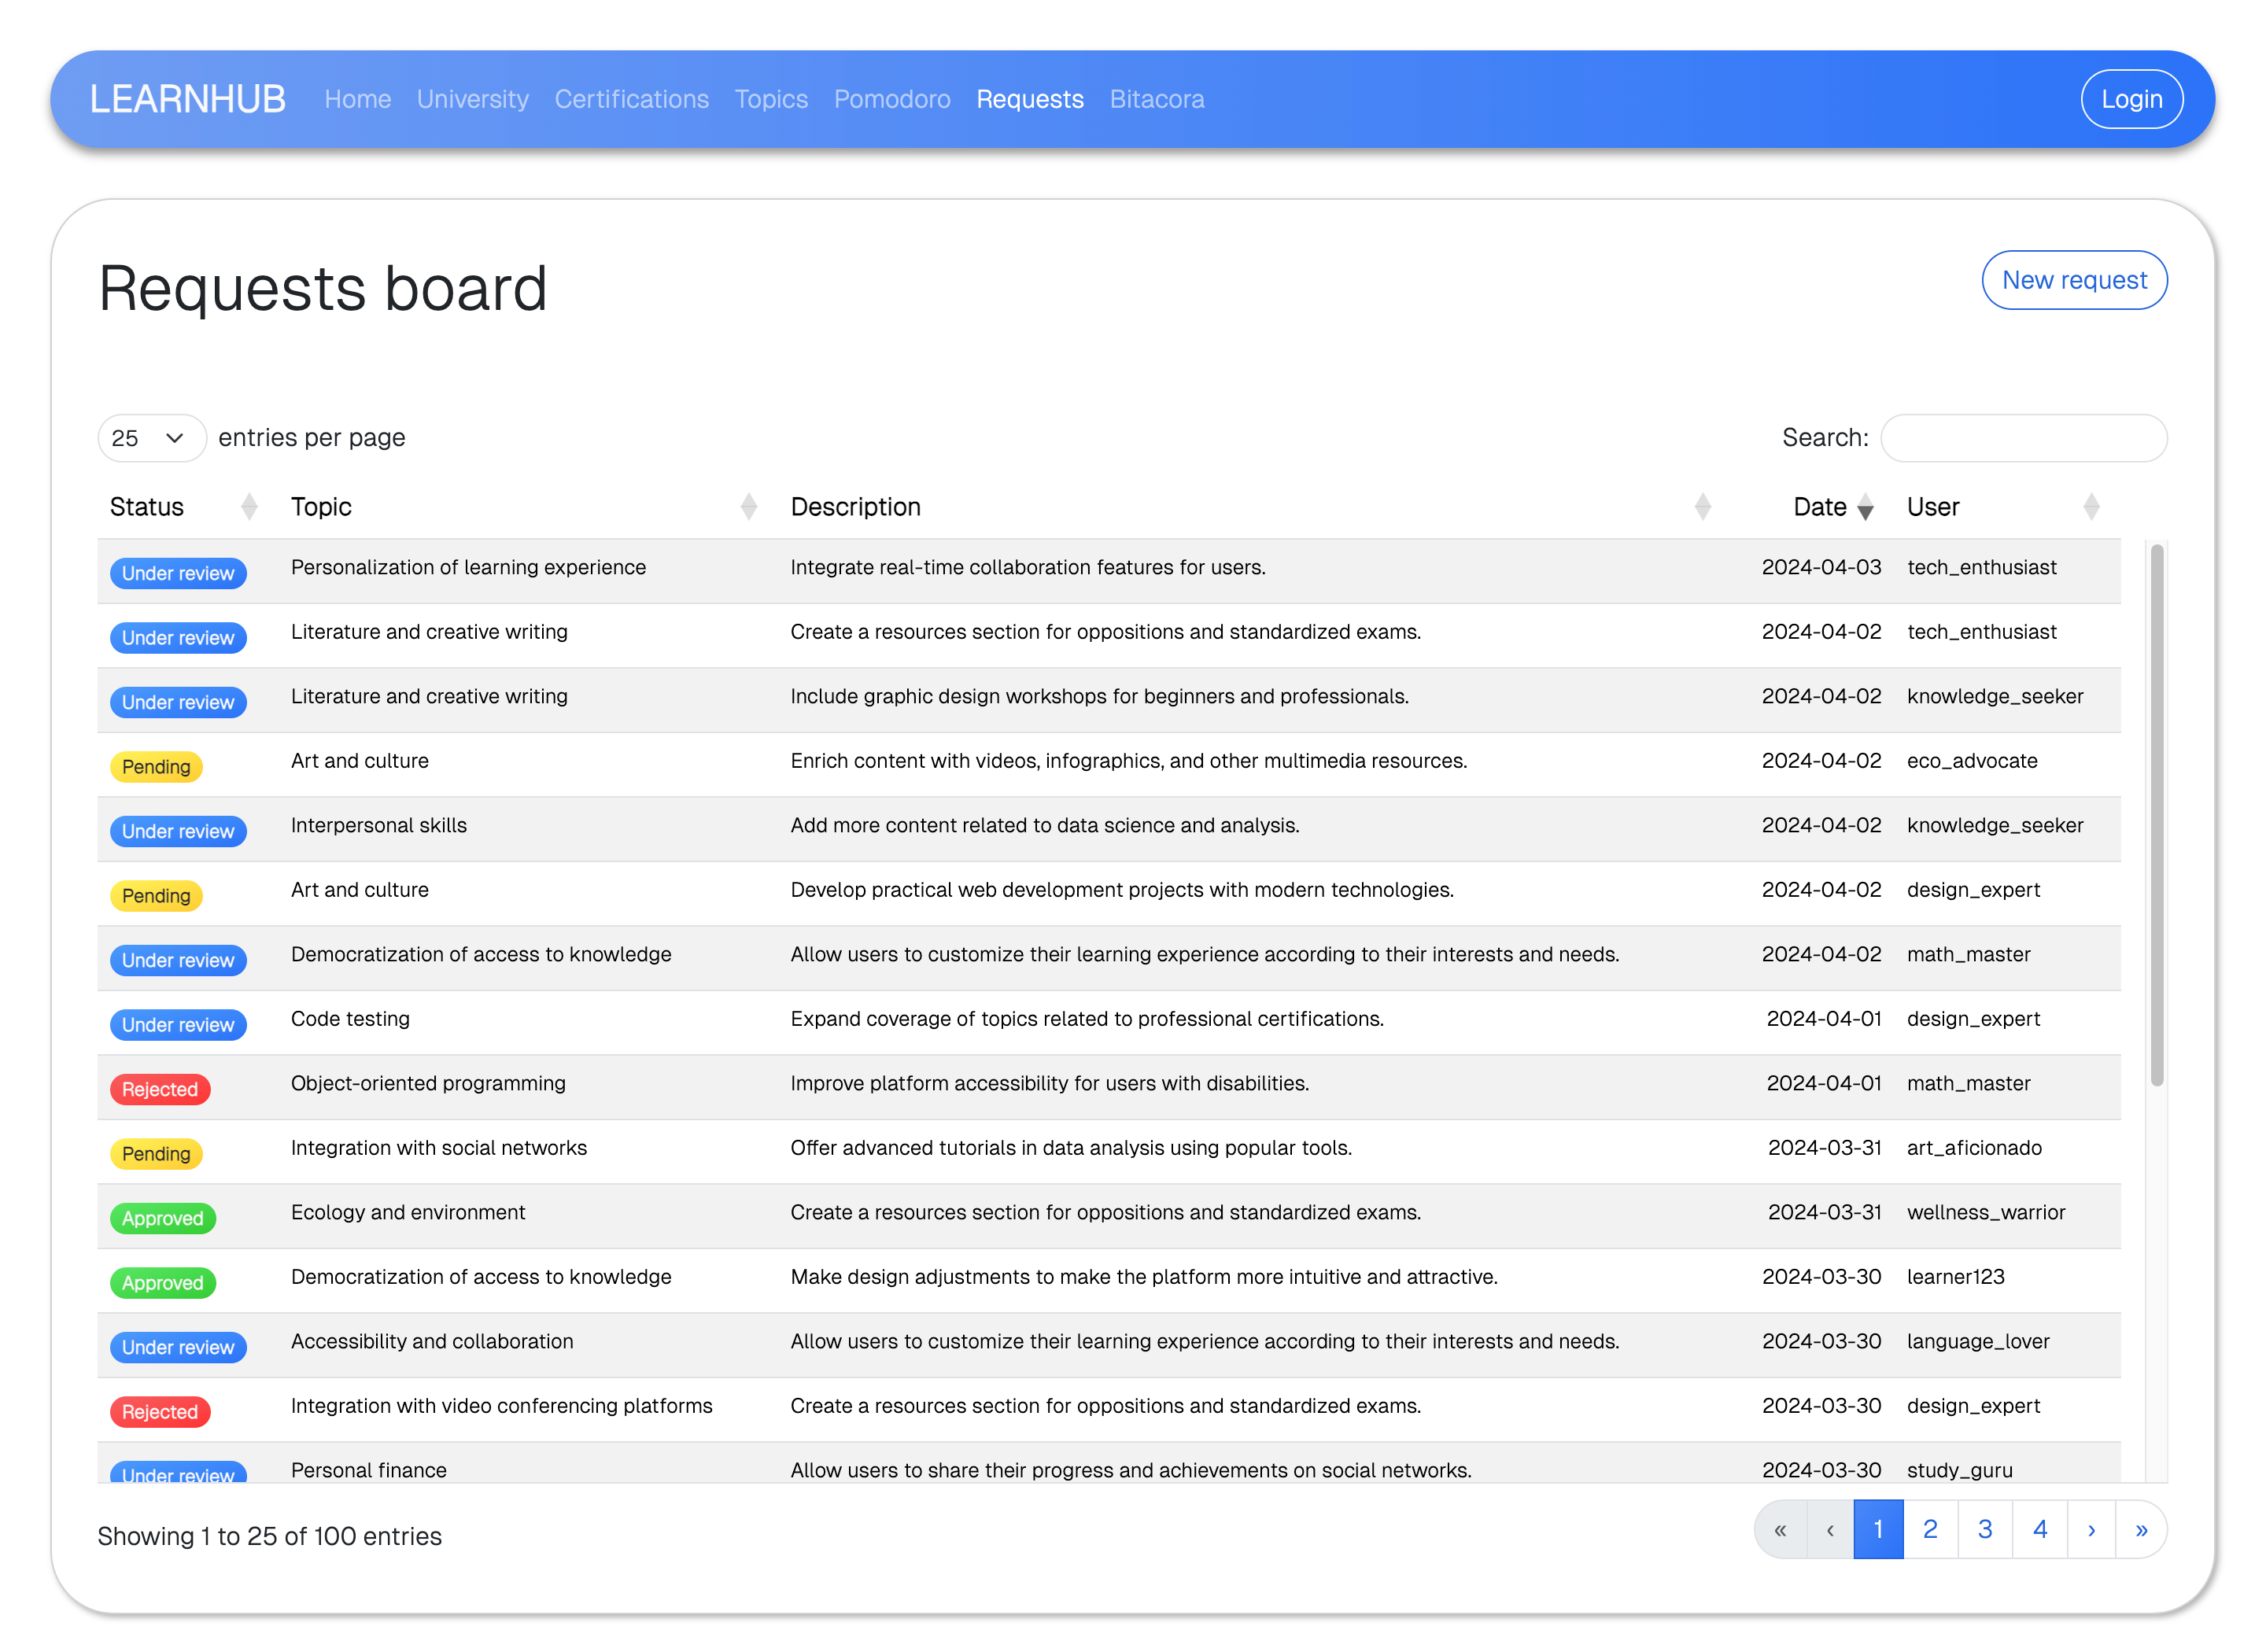 LEARNHUB Home University Certifications Topics Pomodoro Requests Bitacora Login
Requests board New request
25 entries per page Search:
Status Topic Description Date User
Under review Personalization of learning experience Integrate real-time collaboration features for users. 2024-04-03 tech_enthusiast
Under review Literature and creative writing Create a resources section for oppositions and standardized exams. 2024-04-02 tech_enthusiast
Under review Literature and creative writing Include graphic design workshops for beginners and professionals. 2024-04-02 knowledge_seeker
Pending Art and culture Enrich content with videos, infographics, and other multimedia resources. 2024-04-02 eco_advocate
Under review Interpersonal skills Add more content related to data science and analysis. 2024-04-02 knowledge_seeker
Pending Art and culture Develop practical web development projects with modern technologies. 2024-04-02 design_expert
Under review Democratization of access to knowledge Allow users to customize their learning experience according to their interests and needs. 2024-04-02 math_master
Under review Code testing Expand coverage of topics related to professional certifications. 2024-04-01 design_expert
Rejected Object-oriented programming Improve platform accessibility for users with disabilities. 2024-04-01 math_master
Pending Integration with social networks Offer advanced tutorials in data analysis using popular tools. 2024-03-31 art_aficionado
Approved Ecology and environment Create a resources section for oppositions and standardized exams. 2024-03-31 wellness_warrior
Approved Democratization of access to knowledge Make design adjustments to make the platform more intuitive and attractive. 2024-03-30 learner123
Under review Accessibility and collaboration Allow users to customize their learning experience according to their interests and needs. 2024-03-30 language_lover
Rejected Integration with video conferencing platforms Create a resources section for oppositions and standardized exams. 2024-03-30 design_expert
Under review Personal finance Allow users to share their progress and achievements on social networks. 2024-03-30 study_guru
Showing 1 to 25 of 100 entries « ‹ 1 2 3 4 › »